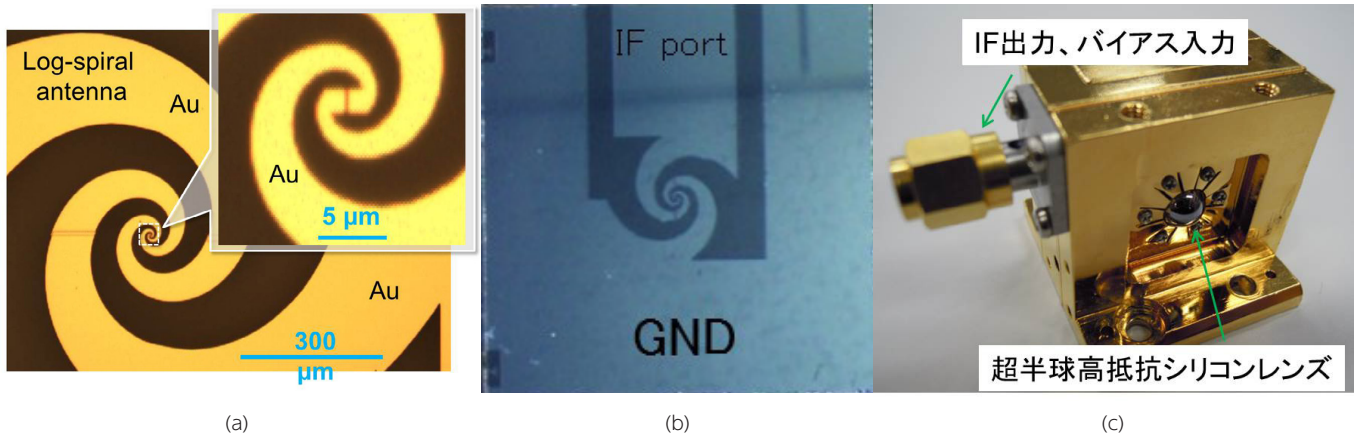 Log-spiral
antenna
Au
Au
5 µm
Au
300
µm
(a)
IF port
GND
(b)
IF出力、バイアス入力
超半球高抵抗シリコンレンズ
(c)